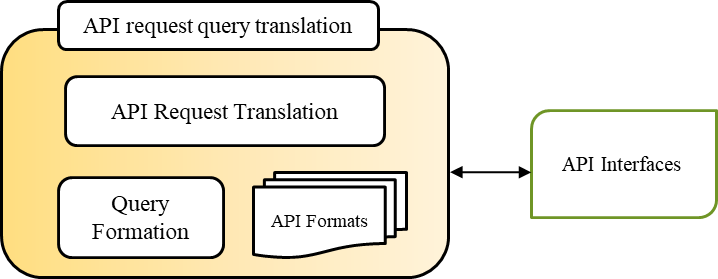 API request query translation
API Request Translation
Query
Formation
API Formats
API Interfaces